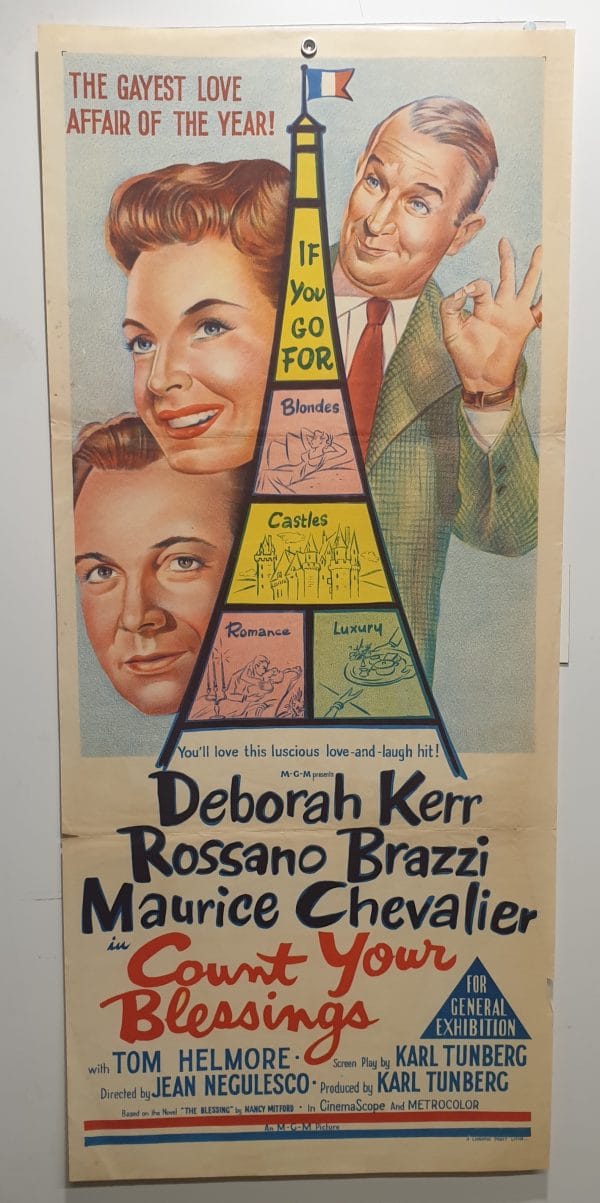 THE GAYEST LOVE
AFFAIR OF THE YEAR!
IF
YOU
GO
FOR
Blondes
Castles
Romance
Luxury
You'll love this luscious love-and-laugh hit!
M-G-M presents
Deborah Kerr
Rossano Brazzi
Maurice Chevalier
in
Count Your
Blessings
FOR
GENERAL
EXHIBITION
with TOM HELMORE · Screen Play by KARL TUNBERG
Directed by JEAN NEGULESCO · Produced by KARL TUNBERG
Based on the Novel "THE BLESSING" by NANCY MITFORD · In CinemaScope And METROCOLOR
An M-G-M Picture